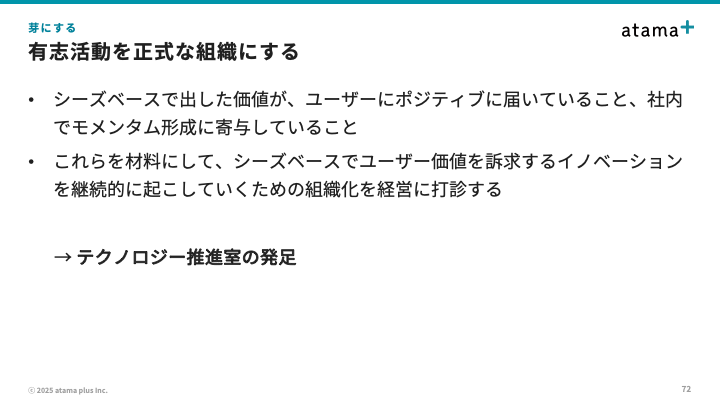 芽にする
atama+
有志活動を正式な組織にする
• シーズベースで出した価値が、ユーザーにポジティブに届いていること、社内
でモメンタム形成に寄与していること
• これらを材料にして、シーズベースでユーザー価値を訴求するイノベーション
を継続的に起こしていくための組織化を経営に打診する
→ テクノロジー推進室の発足
ⓒ 2025 atama plus Inc.
72